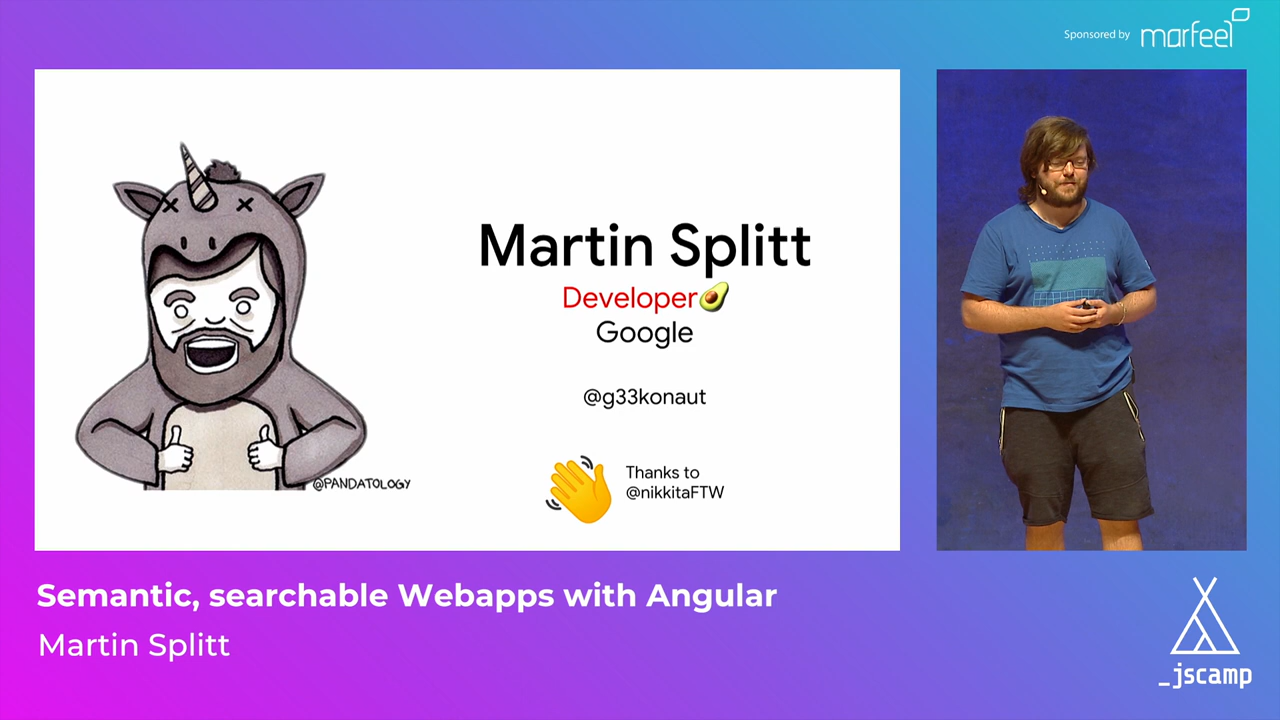 Sponsored by marfeel
Martin Splitt
Developer🥑
Google
@g33konaut
Thanks to
@nikkitaFTW
@PANDATOLOGY
Semantic, searchable Webapps with Angular
Martin Splitt
_jscamp